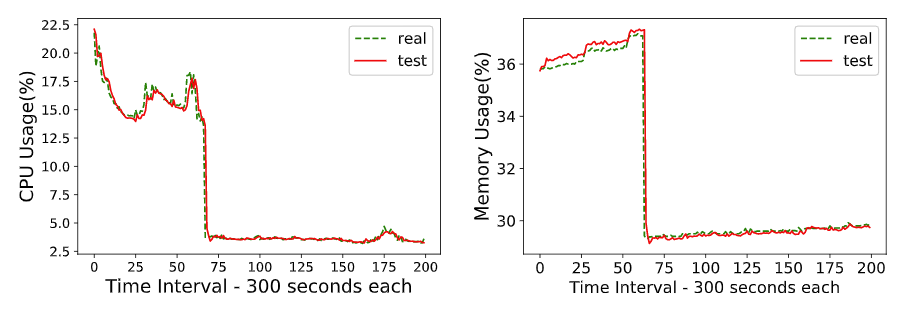 CPU Usage(%)
22.5
20.0
17.5
15.0
12.5
10.0
7.5
5.0
2.5
0 25 50 75 100 125 150 175 200
Time Interval - 300 seconds each
real
test
Memory Usage(%)
36
34
32
30
0 25 50 75 100 125 150 175 200
Time Interval - 300 seconds each
real
test